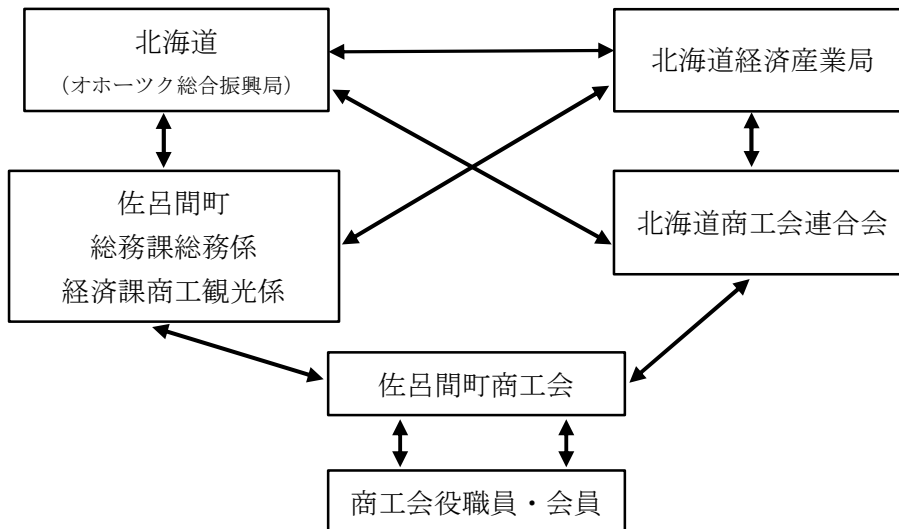 北海道
（オホーツク総合振興局）
北海道経済産業局
佐呂間町
総務課総務係
経済課商工観光係
北海道商工会連合会
佐呂間町商工会
商工会役職員・会員